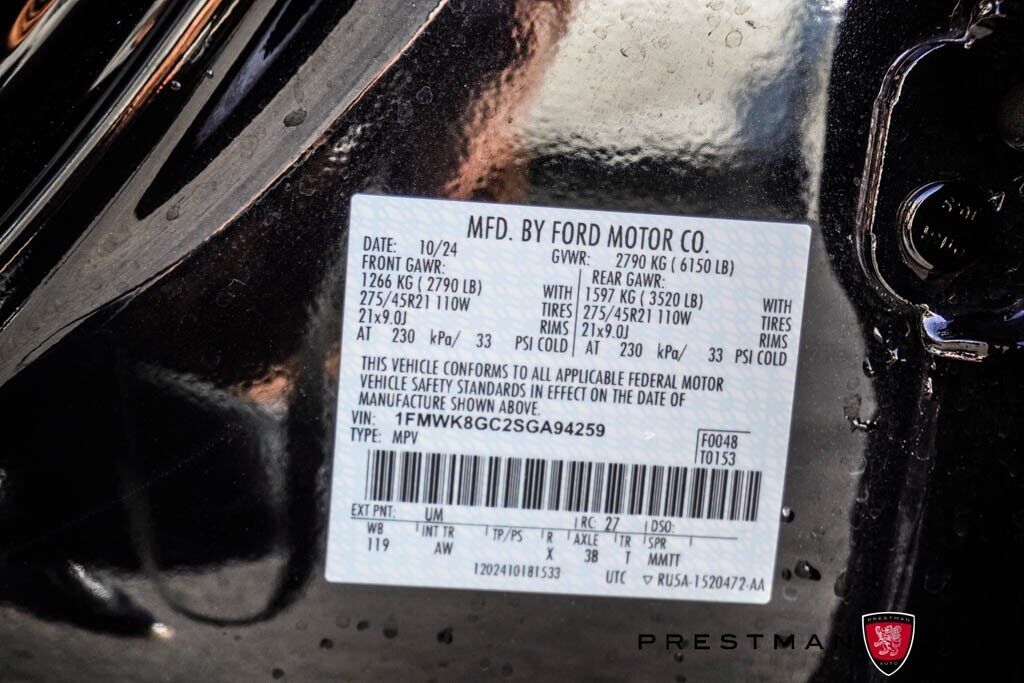 MFD. BY FORD MOTOR CO.
DATE: 10/24 GVWR: 2790 KG ( 6150 LB)
FRONT GAWR: REAR GAWR:
1266 KG ( 2790 LB) WITH 1597 KG ( 3520 LB) WITH
275/45R21 110W TIRES 275/45R21 110W TIRES
21x9.0J RIMS 21x9.0J RIMS
AT 230 kPa/ 33 PSI COLD AT 230 kPa/ 33 PSI COLD
THIS VEHICLE CONFORMS TO ALL APPLICABLE FEDERAL MOTOR
VEHICLE SAFETY STANDARDS IN EFFECT ON THE DATE OF
MANUFACTURE SHOWN ABOVE.
VIN: 1FMWK8GC2SGA94259
TYPE: MPV F0048
T0153
EXT PNT: UM RC: 27 DSO:
WB INT TR TP/PS R AXLE TR SPR
119 AW X 3B T MMTT
1202410181533 UTC ▽ RU5A-1520472-AA
PRESTMAN
AUTO